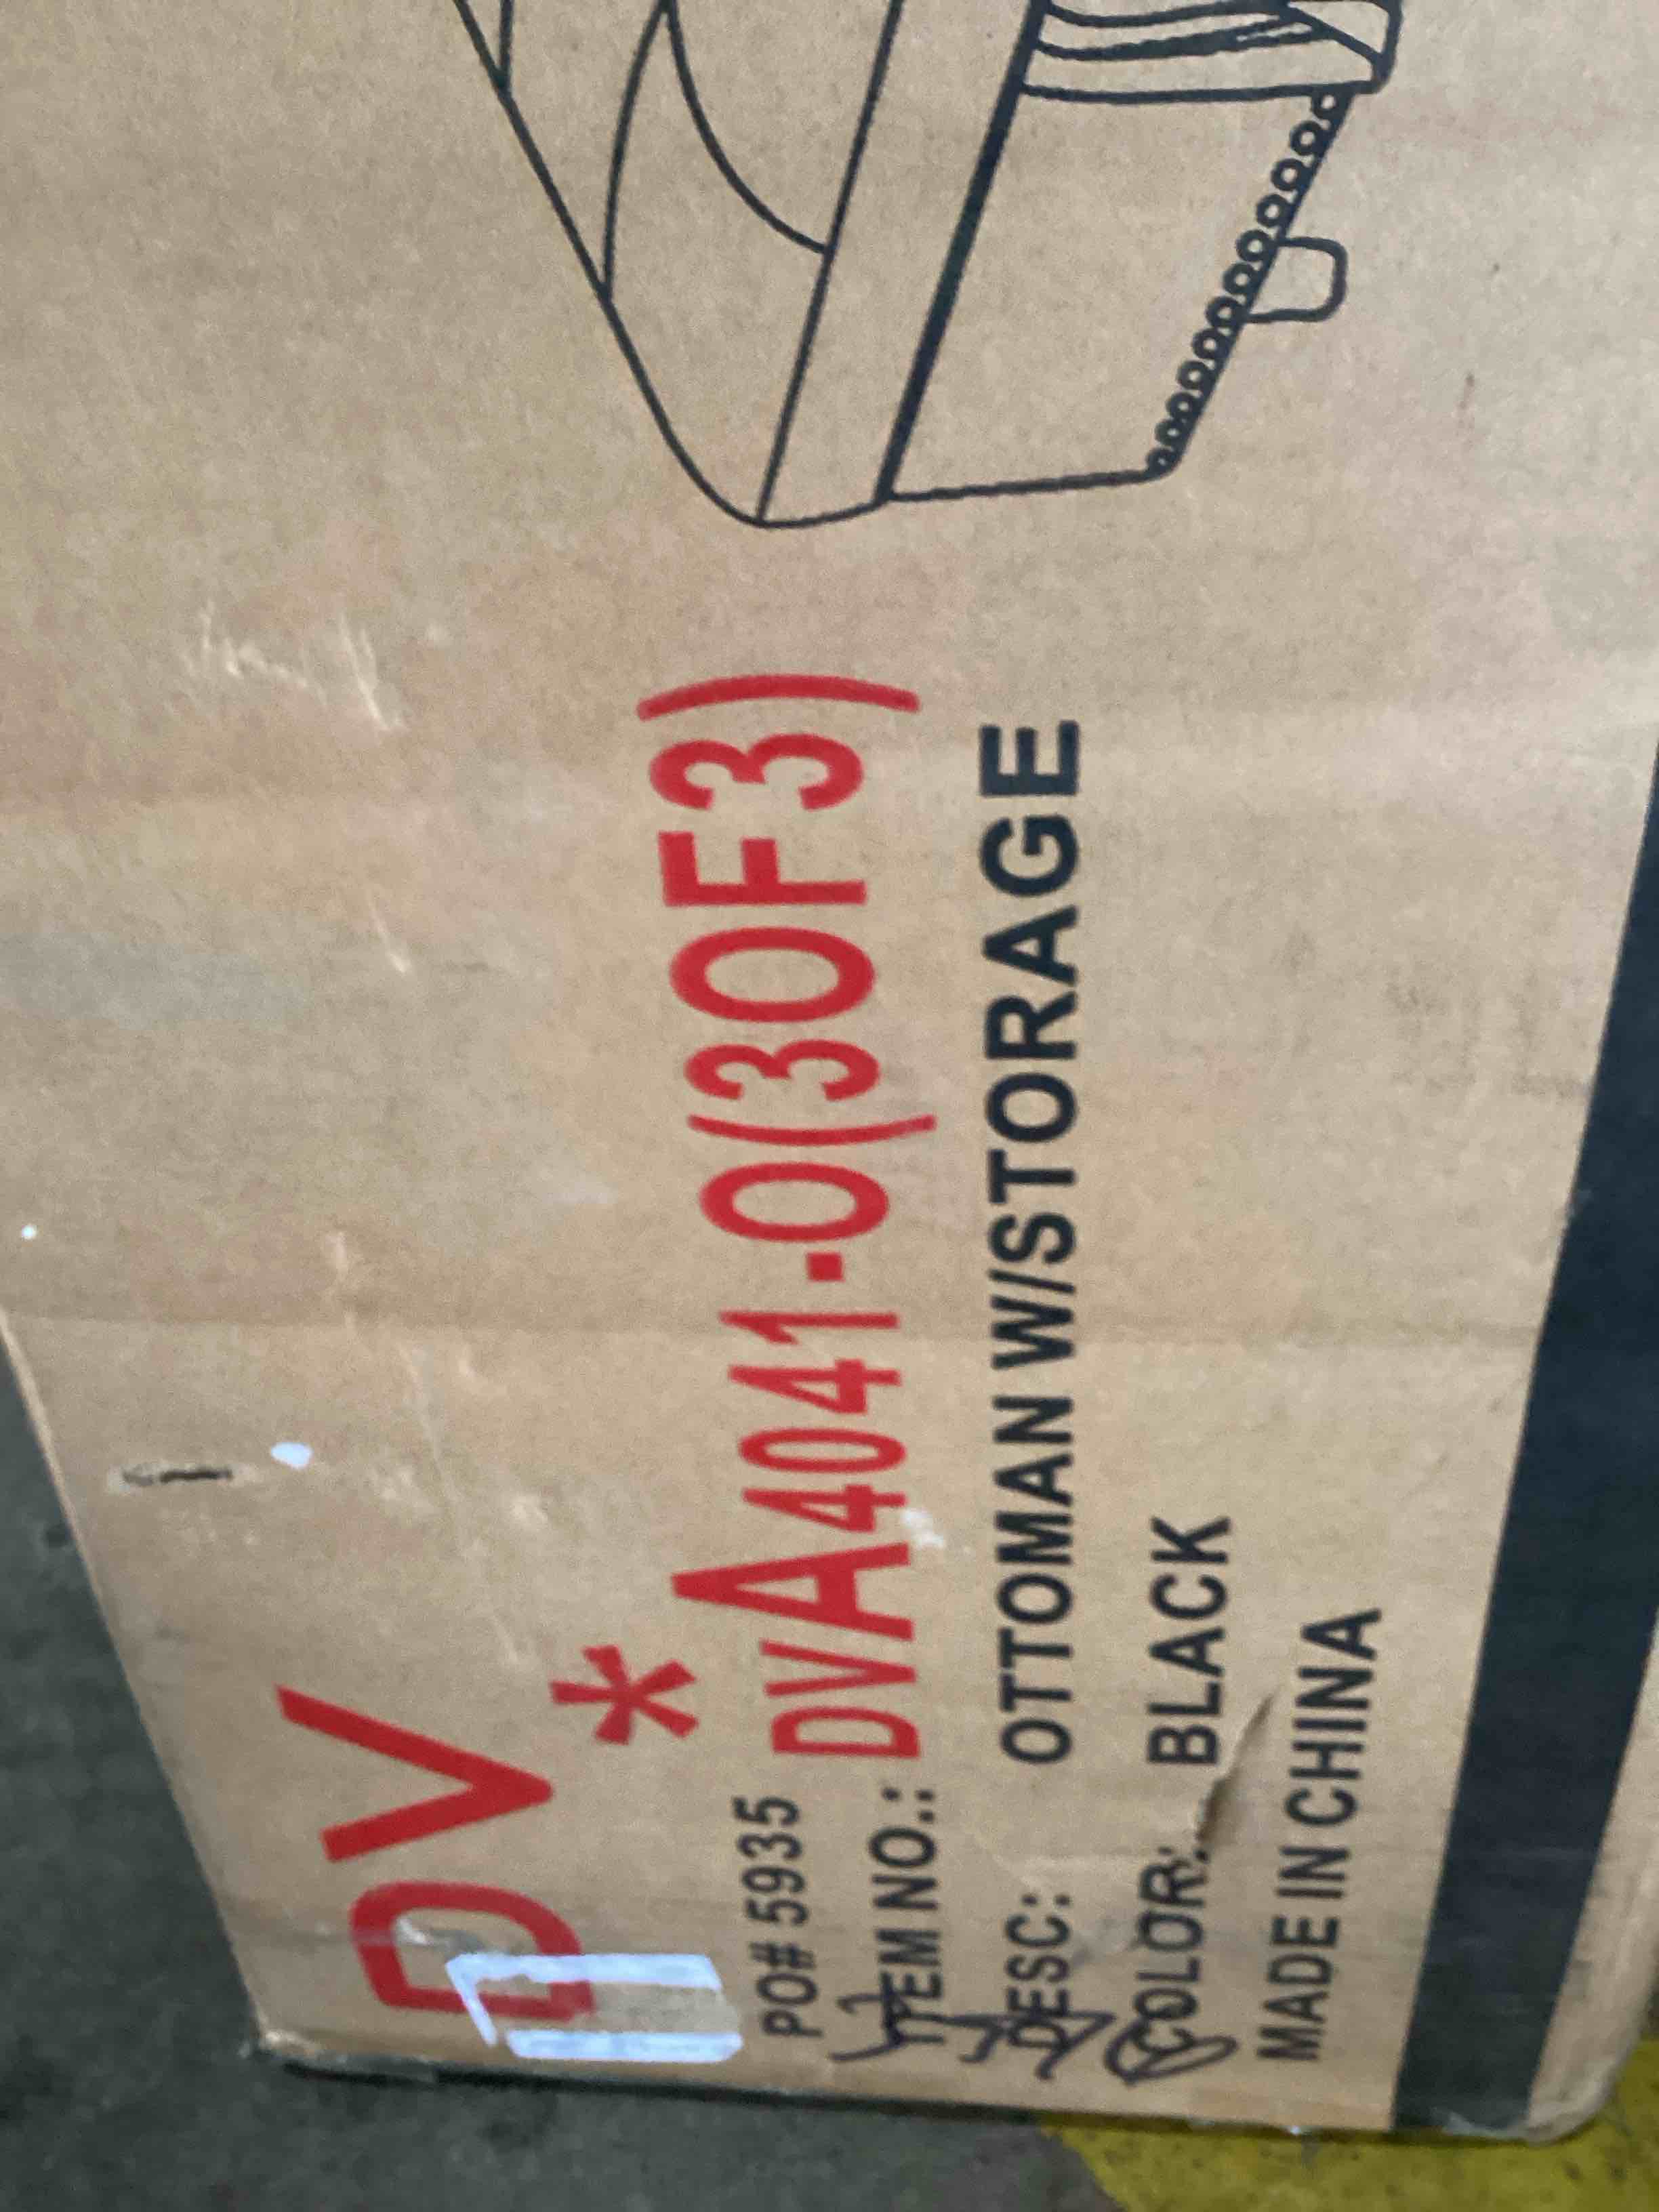 DV
*
PO# 5935
ITEM NO.: DVA4041-O(3OF3)
DESC: OTTOMAN W/STORAGE
COLOR: BLACK
MADE IN CHINA